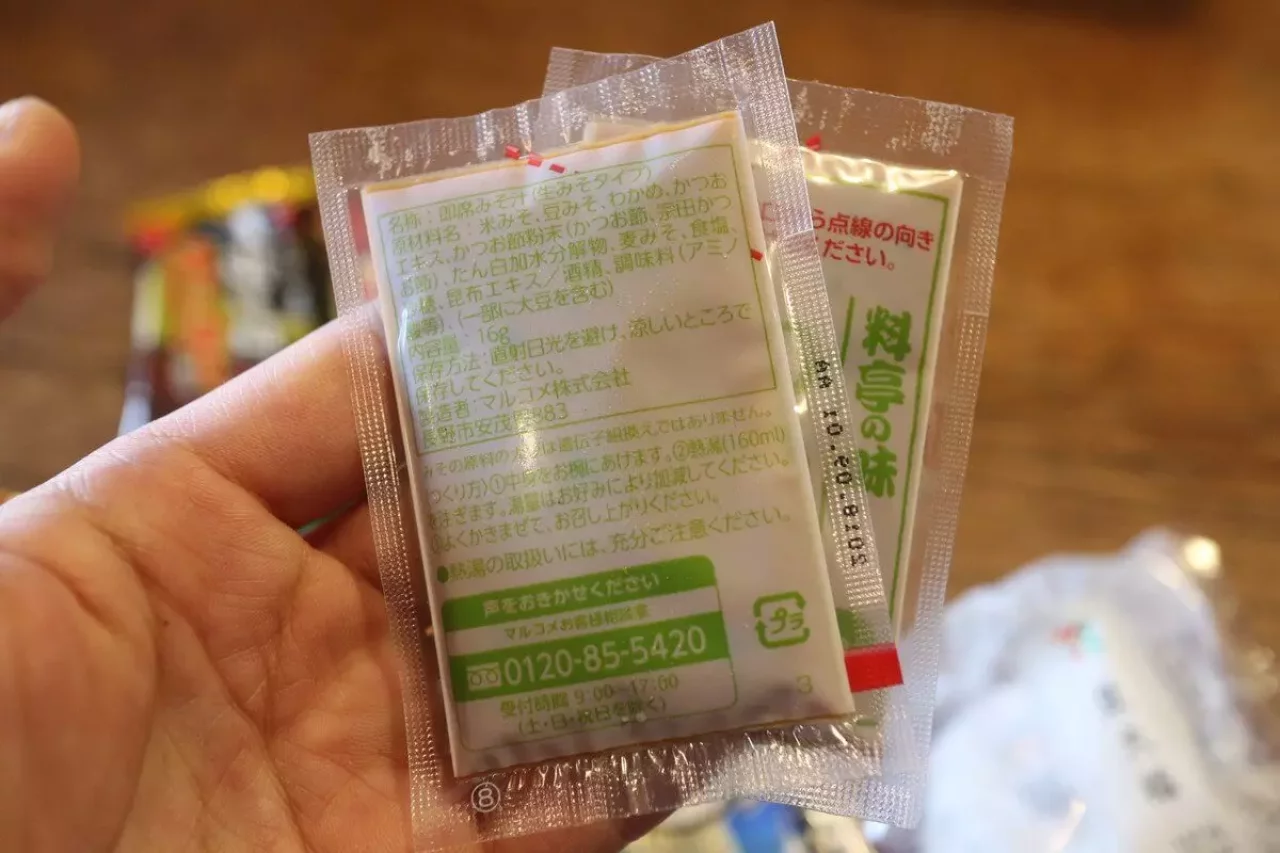 名称：即席みそ汁(生みそタイプ)
原材料名：米みそ、豆みそ、わかめ、かつお
エキス、かつお節粉末(かつお節、宗田かつ
お節)、たん白加水分解物、麦みそ、食塩、
昆布エキス／酒精、調味料(アミノ
酸等)、(一部に大豆を含む)
内容量：16g
保存方法：直射日光を避け、涼しいところで
保存してください。
製造者：マルコメ株式会社
長野市安茂里883
みその原料の大豆は遺伝子組換えではありません。
つくり方)①中身をお椀にあけます。②熱湯(160ml)
を注ぎます。湯量はお好みにより加減してください。
よくかきまぜて、お召し上がりください。
●熱湯の取扱いには、充分ご注意ください。
声をおきかせください
マルコメお客様相談室
0120-85-5420
受付時間 9:00~17:00
(土・日・祝日を除く)
プラ
3
⑧
ら点線の向き
ください。
料亭の味
20.8.05.01